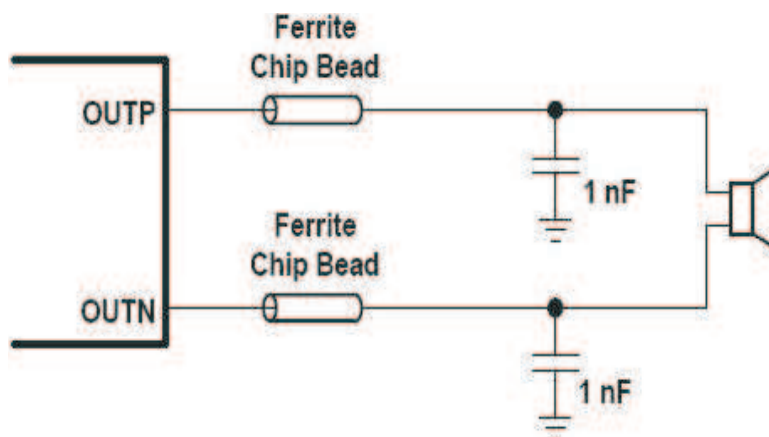 Ferrite
Chip Bead
OUTP
1 nF
Ferrite
Chip Bead
OUTN
1 nF